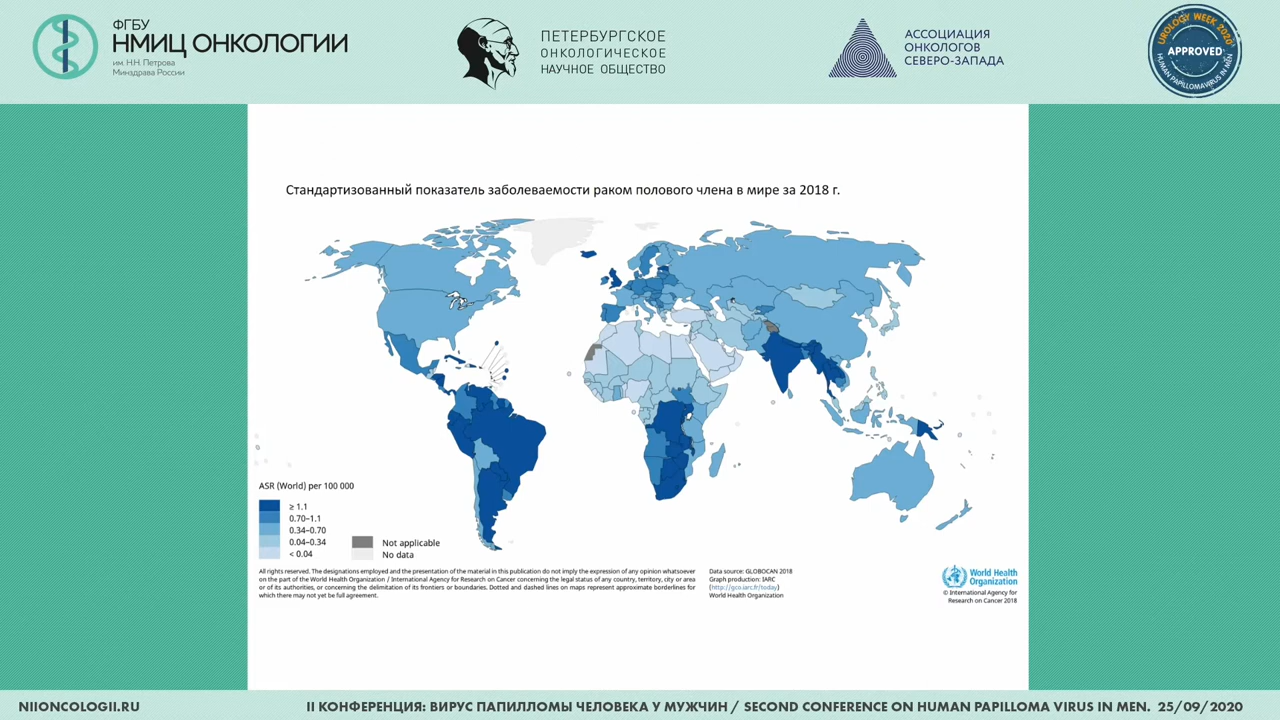 ФГБУ
НМИЦ ОНКОЛОГИИ
им. Н.Н. Петрова
Минздрава России
ПЕТЕРБУРГСКОЕ
ОНКОЛОГИЧЕСКОЕ
НАУЧНОЕ ОБЩЕСТВО
АССОЦИАЦИЯ
ОНКОЛОГОВ
СЕВЕРО-ЗАПАДА
UROLOGY WEEK 2020
APPROVED
HUMAN PAPILLOMAVIRUS IN MEN
Стандартизованный показатель заболеваемости раком полового члена в мире за 2018 г.
ASR (World) per 100 000
≥ 1.1
0.70–1.1
0.34–0.70
0.04–0.34
< 0.04
Not applicable
No data
All rights reserved. The designations employed and the presentation of the material in this publication do not imply the expression of any opinion whatsoever
on the part of the World Health Organization / International Agency for Research on Cancer concerning the legal status of any country, territory, city or area
or of its authorities, or concerning the delimitation of its frontiers or boundaries. Dotted and dashed lines on maps represent approximate borderlines for
which there may not yet be full agreement.
Data source: GLOBOCAN 2018
Graph production: IARC
(http://gco.iarc.fr/today)
World Health Organization
World Health
Organization
© International Agency for
Research on Cancer 2018
NIIONCOLOGII.RU
II КОНФЕРЕНЦИЯ: ВИРУС ПАПИЛЛОМЫ ЧЕЛОВЕКА У МУЖЧИН / SECOND CONFERENCE ON HUMAN PAPILLOMA VIRUS IN MEN. 25/09/2020